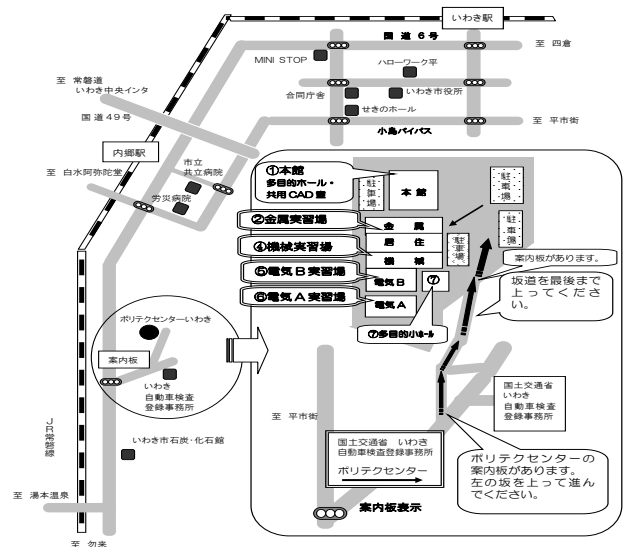 いわき駅
国道6号
至 四倉
MINI STOP
ハローワーク平
至 常磐道
いわき中央インタ
合同庁舎
いわき市役所
せきのホール
国道49号
小島バイパス
至 平市街
内郷駅
市立
共立病院
至 白水阿弥陀堂
労災病院
①本館
多目的ホール・
共用CAD室
駐車場
本館
駐車場
②金属実習場
金属
駐車場
居住
駐車場
④機械実習場
機械
案内板があります。
⑤電気B実習場
電気B
⑦
坂道を最後まで
上ってくださ
い。
⑥電気A実習場
電気A
⑦多目的小ホール
ポリテクセンターいわき
案内板
いわき
自動車検査
登録事務所
国土交通省
いわき
自動車検査
登録事務所
至 平市街
JR常磐線
いわき市石炭・化石館
国土交通省 いわき
自動車検査登録事務所
ポリテクセンター
ポリテクセンターの
案内板があります。
左の坂を上って進ん
でください。
至 湯本温泉
案内板表示
至 勿来